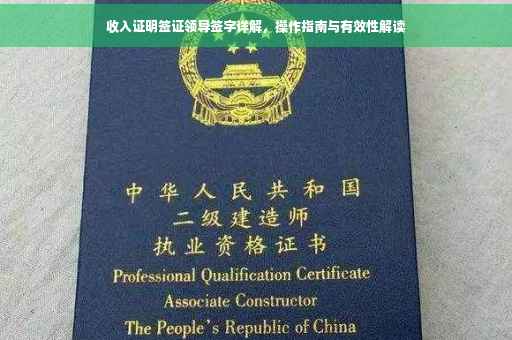 收入证明签证领导签字详解，操作指南与有效性解读
中华人民共和国
二级建造师
执业资格证书
Professional Qualification Certificate
Associate Constructor
The People's Republic of China